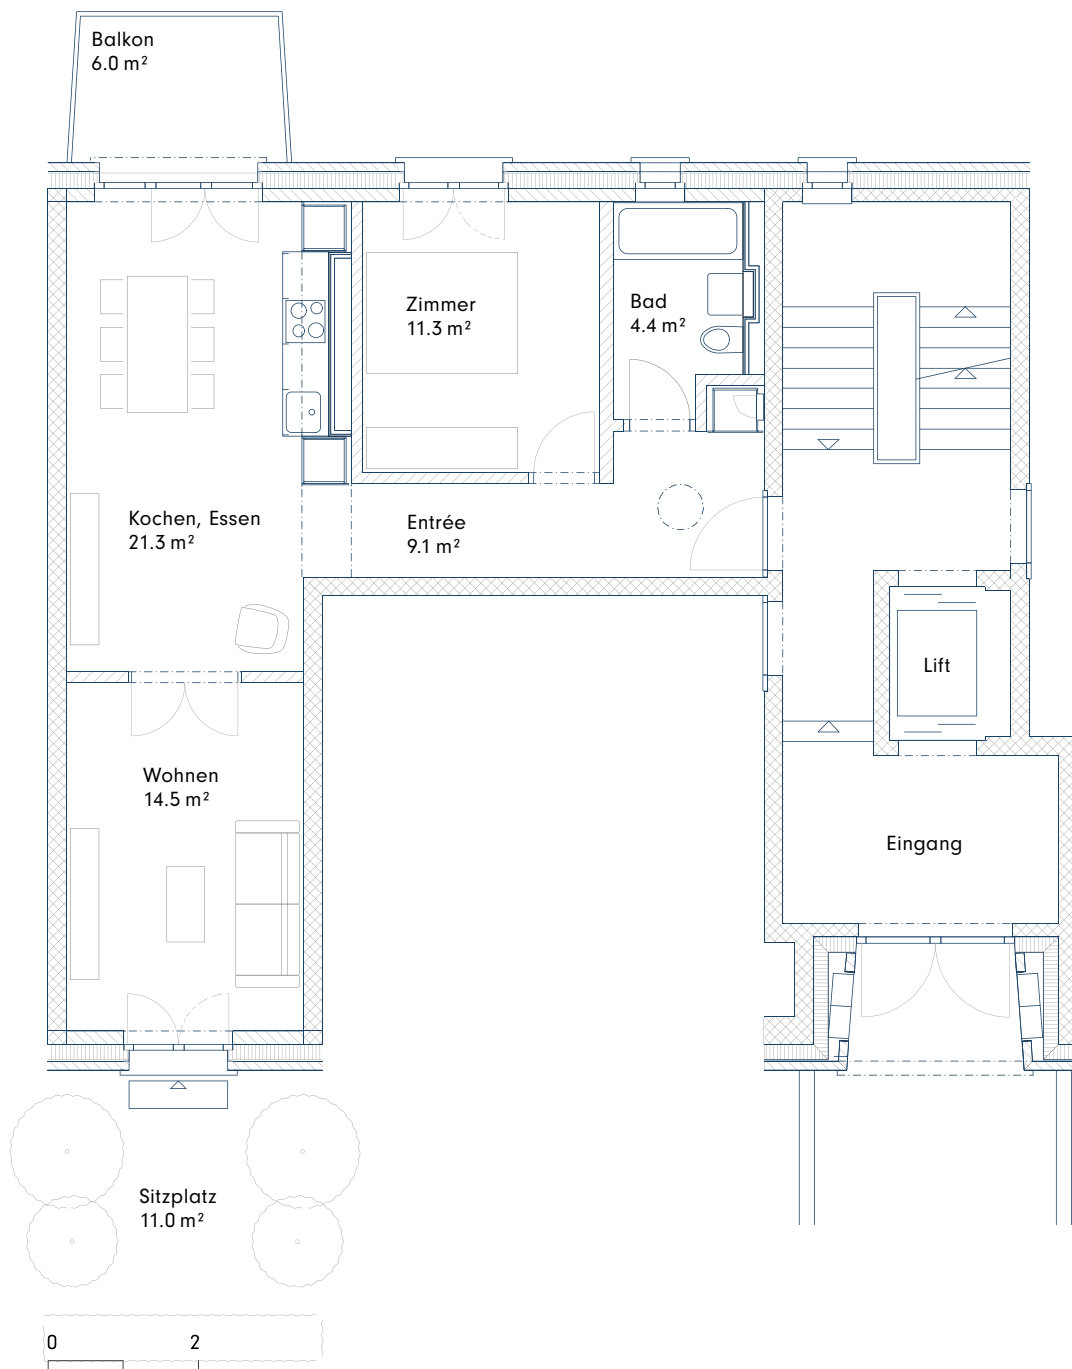 Balkon
6.0 m²
Zimmer
11.3 m²
Bad
4.4 m²
Kochen, Essen
21.3 m²
Entrée
9.1 m²
Lift
Wohnen
14.5 m²
Eingang
Sitzplatz
11.0 m²
0 2